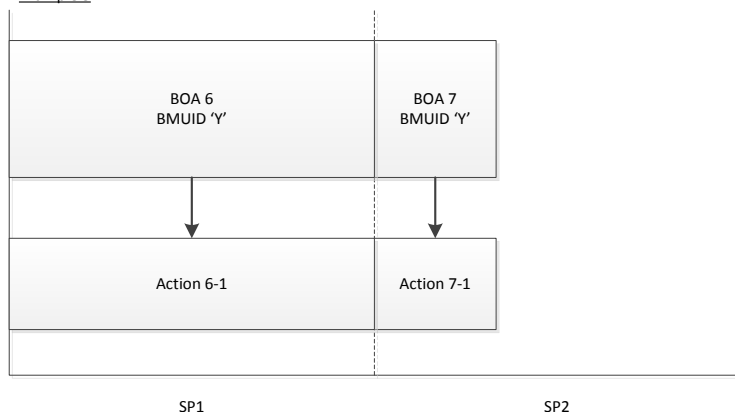 BOA 6
BMUID ‘Y’
BOA 7
BMUID ‘Y’
Action 6-1
Action 7-1
SP1
SP2